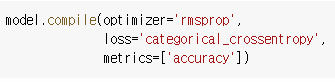 model.compile(optimizer='rmsprop',
              loss='categorical_crossentropy',
              metrics=['accuracy'])